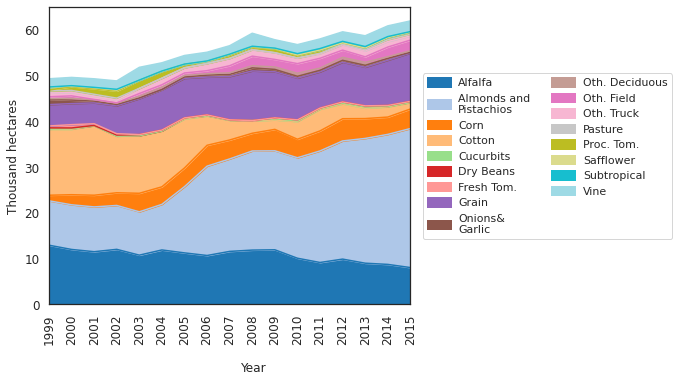 Thousand hectares
60
50
40
30
20
10
0
1999
2000
2001
2002
2003
2004
2005
2006
2007
2008
2009
2010
2011
2012
2013
2014
2015
Year
Alfalfa
Almonds and
Pistachios
Corn
Cotton
Cucurbits
Dry Beans
Fresh Tom.
Grain
Onions&
Garlic
Oth. Deciduous
Oth. Field
Oth. Truck
Pasture
Proc. Tom.
Safflower
Subtropical
Vine